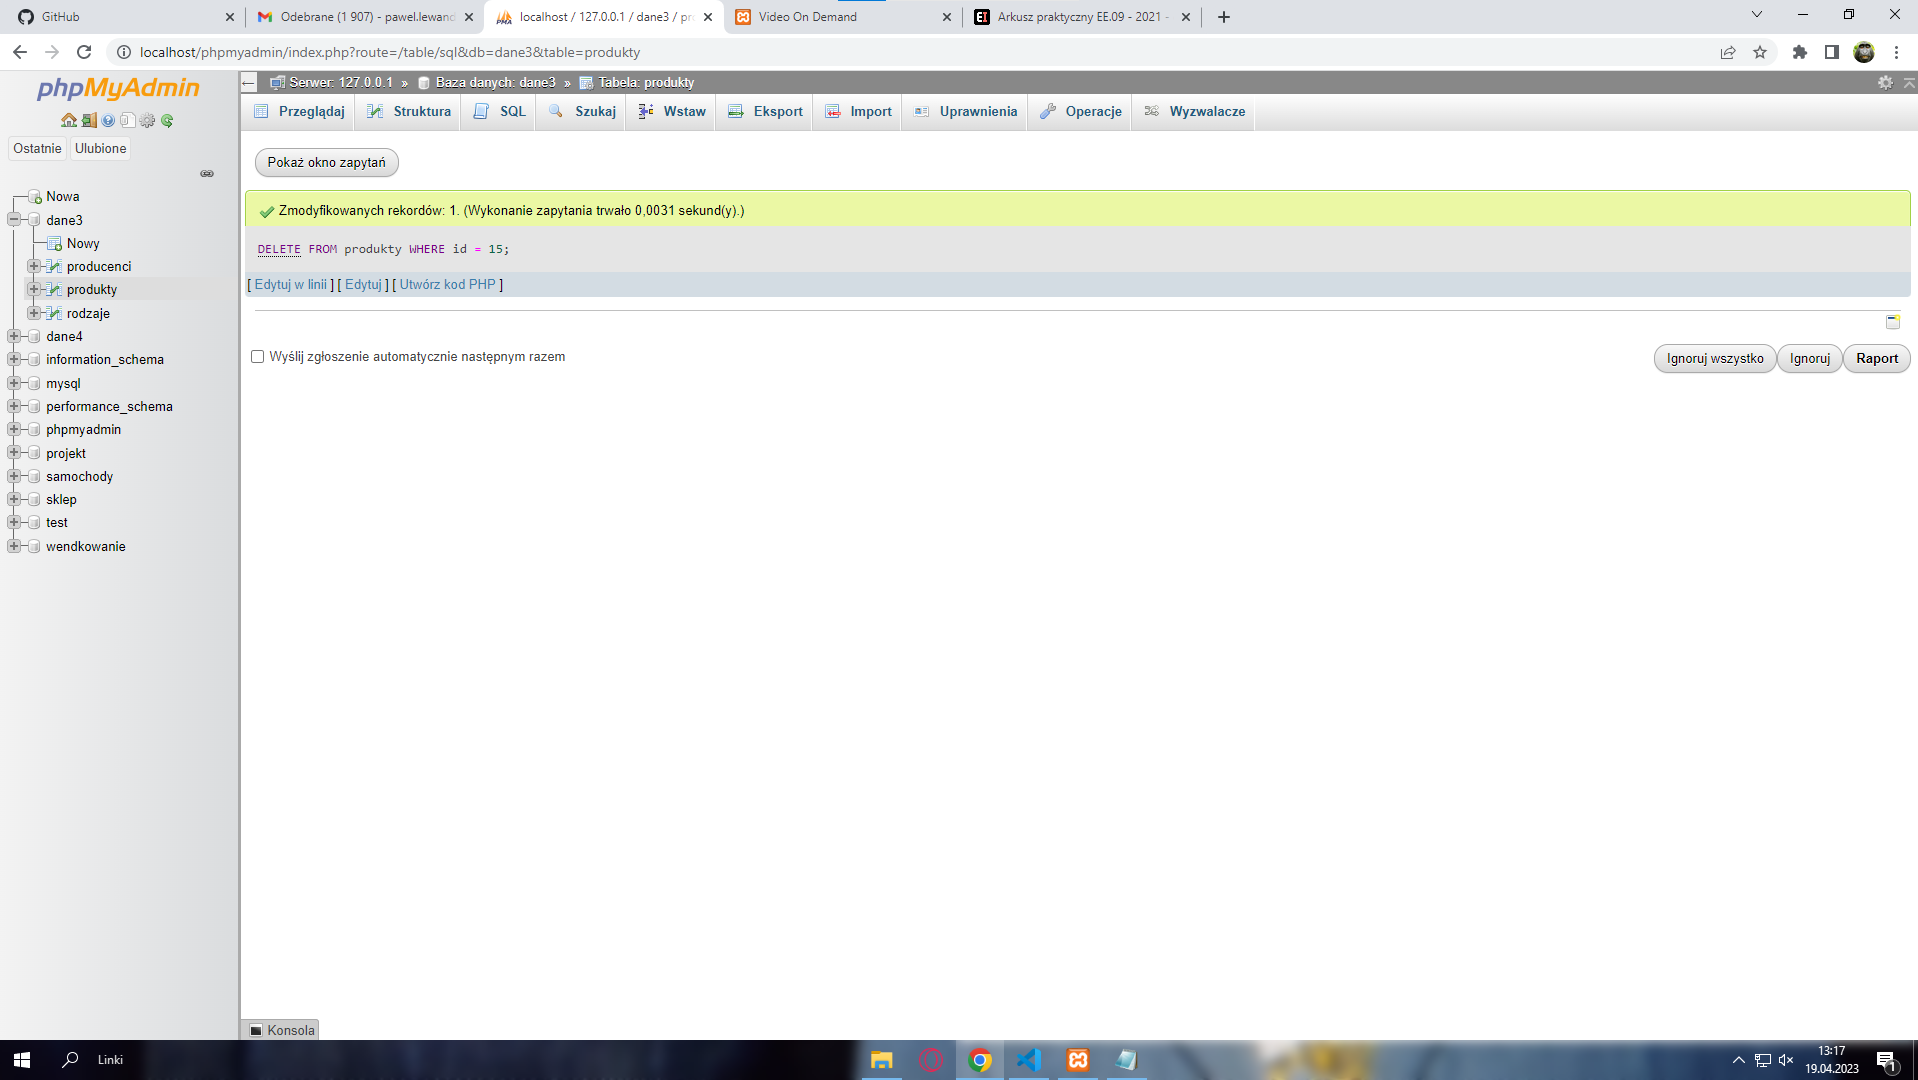 GitHub
Odebrane (1 907) - pawel.lewand
localhost / 127.0.0.1 / dane3 / pr
Video On Demand
EI Arkusz praktyczny EE.09 - 2021 -
localhost/phpmyadmin/index.php?route=/table/sql&db=dane3&table=produkty
phpMyAdmin
Ostatnie Ulubione
Nowa
dane3
Nowy
producenci
produkty
rodzaje
dane4
information_schema
mysql
performance_schema
phpmyadmin
projekt
samochody
sklep
test
wendkowanie
Serwer: 127.0.0.1 » Baza danych: dane3 » Tabela: produkty
Przeglądaj Struktura SQL Szukaj Wstaw Eksport Import Uprawnienia Operacje Wyzwalacze
Pokaż okno zapytań
Zmodyfikowanych rekordów: 1. (Wykonanie zapytania trwało 0,0031 sekund(y).)
DELETE FROM produkty WHERE id = 15;
[ Edytuj w linii ] [ Edytuj ] [ Utwórz kod PHP ]
Wyślij zgłoszenie automatycznie następnym razem
Ignoruj wszystko Ignoruj Raport
Konsola
Linki
13:17
19.04.2023
1